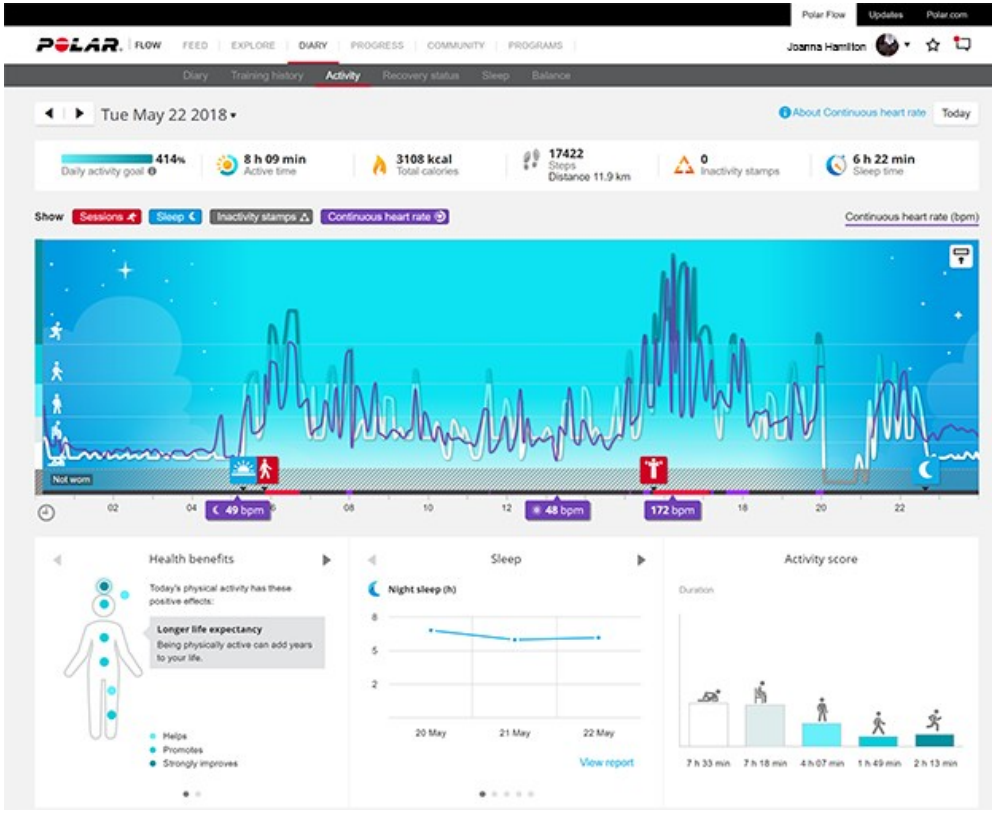 Polar Flow Updates Polar.com
POLAR. FLOW FEED EXPLORE DIARY PROGRESS COMMUNITY PROGRAMS Joanna Hamilton
Diary Training history Activity Recovery status Sleep Balance
Tue May 22 2018 About Continuous heart rate Today
414% 8 h 09 min 3108 kcal 17422 0 6 h 22 min
Daily activity goal Active time Total calories Steps Inactivity stamps Sleep time
Distance 11.9 km
Show Sessions Sleep Inactivity stamps Continuous heart rate Continuous heart rate (bpm)
Not worn
02 04 49 bpm 6 08 10 12 48 bpm 172 bpm 18 20 22
Health benefits
Today's physical activity has these
positive effects:
Longer life expectancy
Being physically active can add years
to your life.
Helps
Promotes
Strongly improves
Sleep
Night sleep (h)
8
5
2
20 May 21 May 22 May
View report
Activity score
Duration
7 h 33 min 7 h 18 min 4 h 07 min 1 h 49 min 2 h 13 min